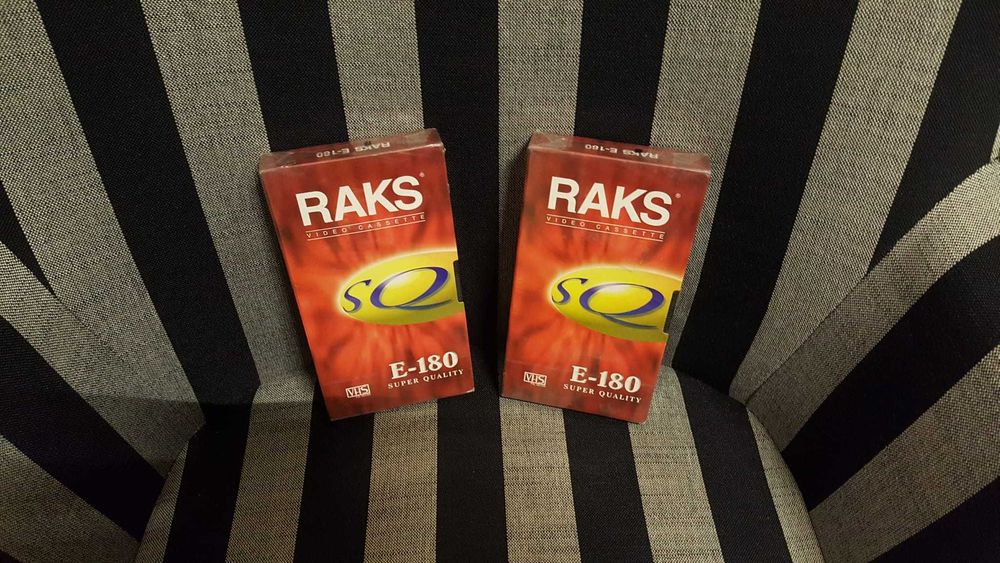 RAKS E-180
RAKS®
VIDEO CASSETTE
SQ
E-180
SUPER QUALITY
VHS
RAKS E-180
RAKS®
VIDEO CASSETTE
SQ
E-180
SUPER QUALITY
VHS